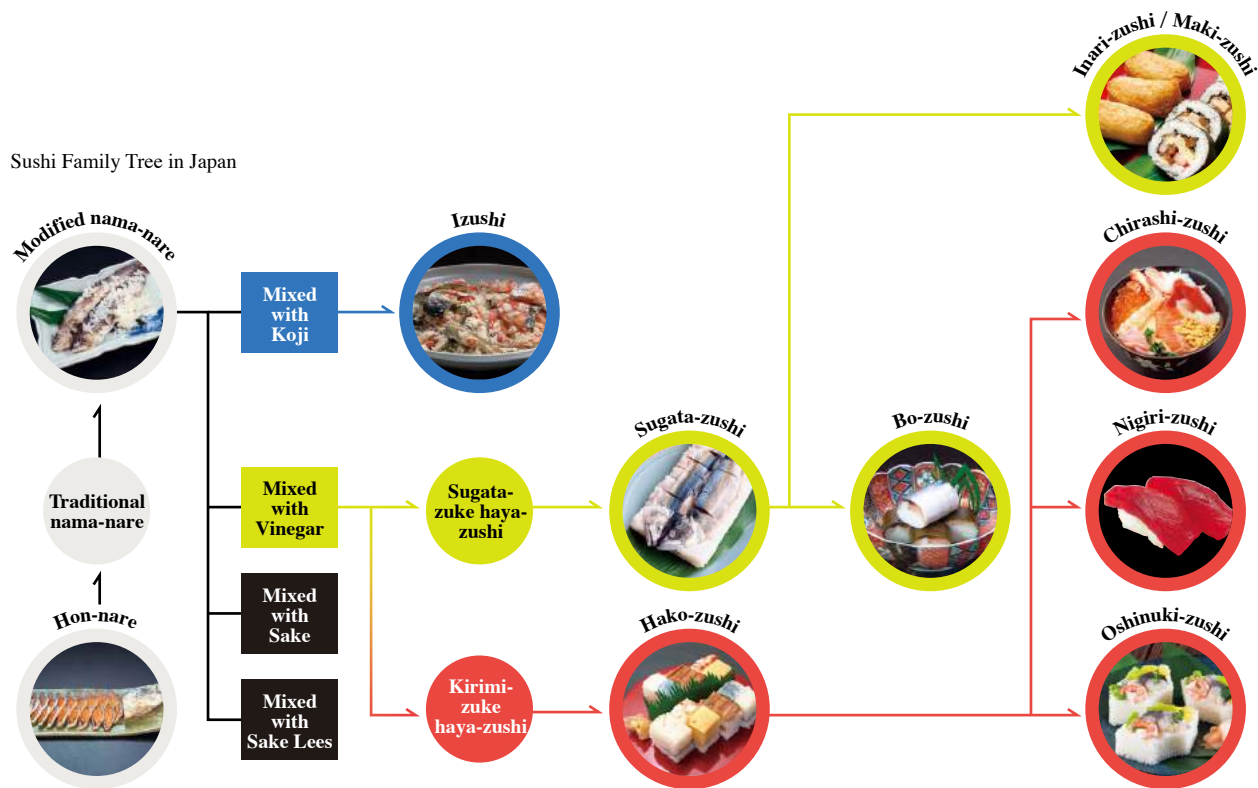 Inari-zushi / Maki-zushi
Sushi Family Tree in Japan
Modified nama-nare
Izushi
Chirashi-zushi
Mixed
with
Koji
Sugata-zushi
Bo-zushi
Nigiri-zushi
Traditional
nama-nare
Mixed
with
Vinegar
Sugata-
zuke haya-
zushi
Hon-nare
Mixed
with
Sake
Hako-zushi
Oshinuki-zushi
Mixed
with
Sake Lees
Kirimi-
zuke
haya-zushi